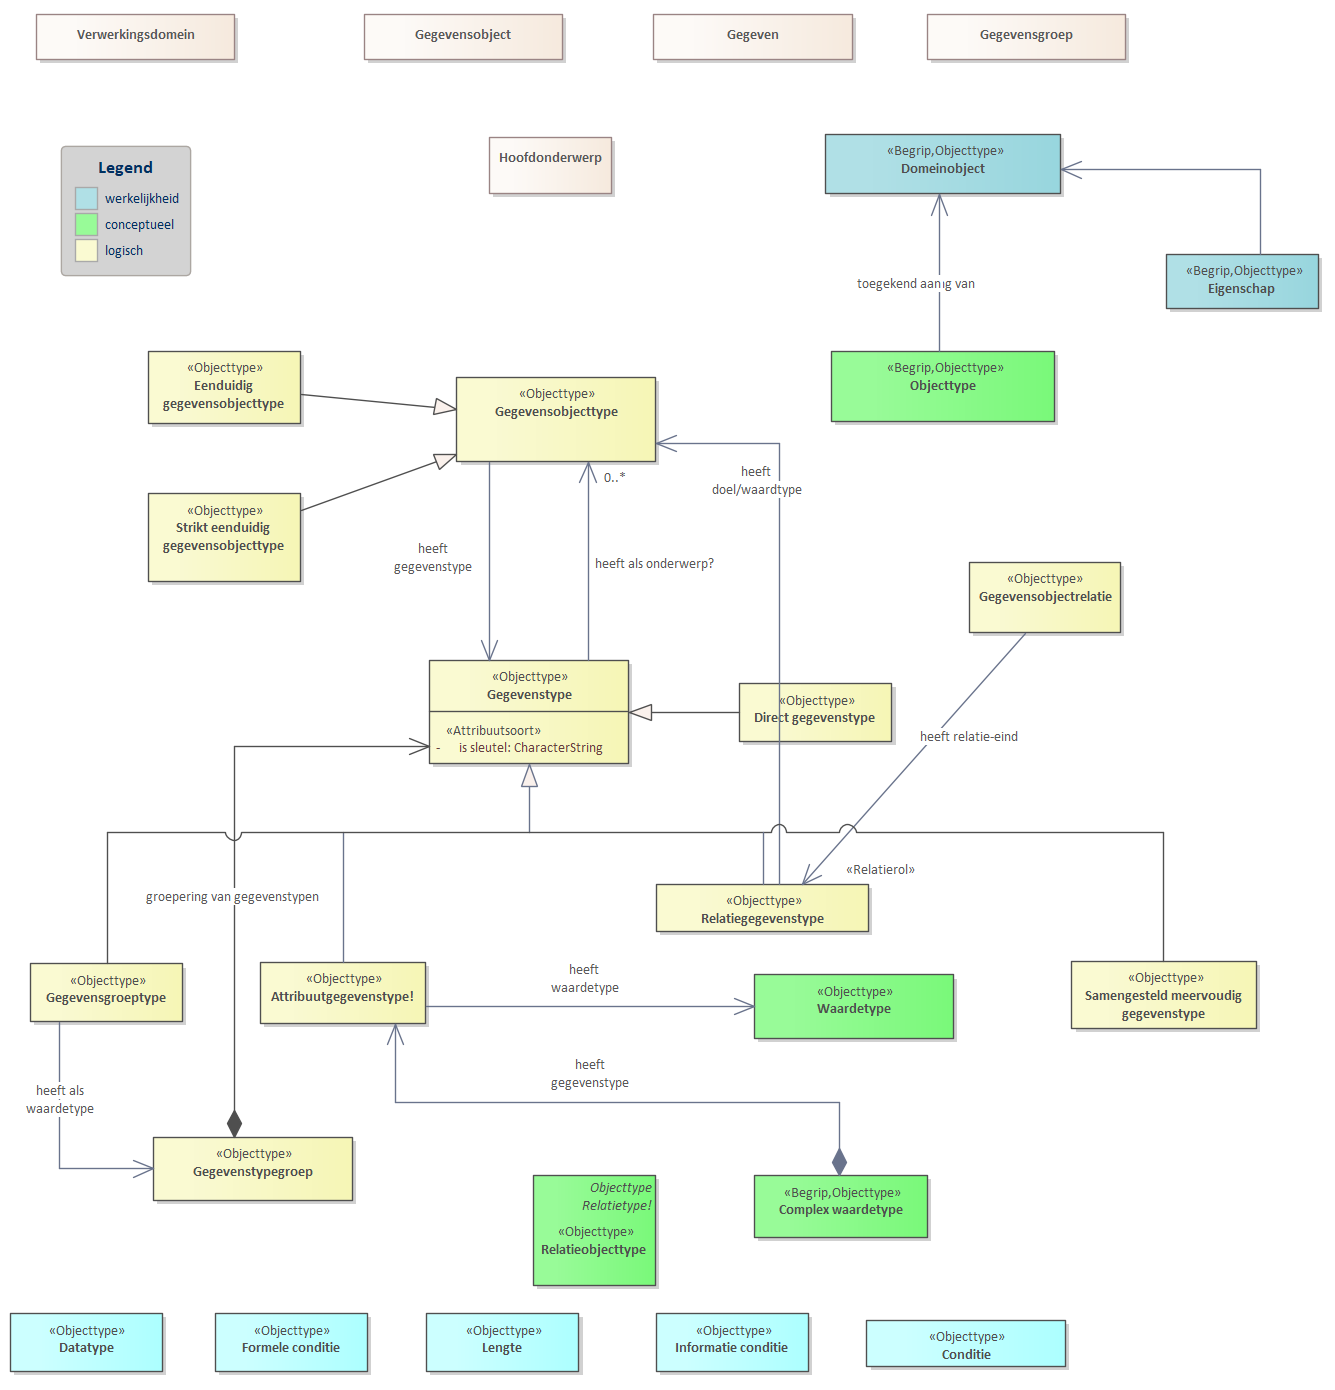 Verwerkingsdomein
Gegevensobject
Gegeven
Gegevensgroep
Hoofdonderwerp
«Begrip,Objecttype»
Domeinobject
Legend
werkelijkheid
conceptueel
logisch
«Begrip,Objecttype»
Eigenschap
toegekend aan
van
«Objecttype»
Eenduidig
gegevensobjecttype
«Objecttype»
Gegevensobjecttype
«Begrip,Objecttype»
Objecttype
0..*
heeft
doel/waardtype
«Objecttype»
Strikt eenduidig
gegevensobjecttype
heeft
gegevenstype
heeft als onderwerp?
«Objecttype»
Gegevensobjectrelatie
«Objecttype»
Gegevenstype
«Attribuutsoort»
- is sleutel: CharacterString
«Objecttype»
Direct gegevenstype
heeft relatie-eind
«Relatierol»
groepering van gegevenstypen
«Objecttype»
Relatiegegevenstype
«Objecttype»
Gegevensgroeptype
«Objecttype»
Attribuutgegevenstype!
heeft
waardetype
«Objecttype»
Waardetype
«Objecttype»
Samengesteld meervoudig
gegevenstype
heeft als
waardetype
heeft
gegevenstype
«Objecttype»
Gegevenstypegroep
Objecttype
Relatietype!
«Objecttype»
Relatieobjecttype
«Begrip,Objecttype»
Complex waardetype
«Objecttype»
Datatype
«Objecttype»
Formele conditie
«Objecttype»
Lengte
«Objecttype»
Informatie conditie
«Objecttype»
Conditie